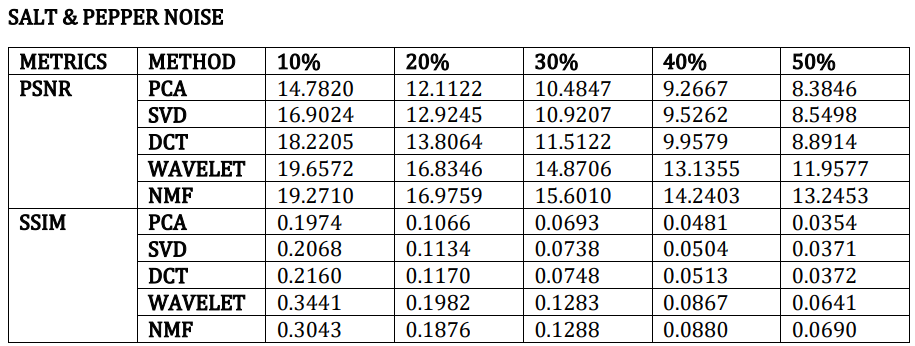 SALT & PEPPER NOISE
METRICS METHOD 10% 20% 30% 40% 50%
PSNR PCA 14.7820 12.1122 10.4847 9.2667 8.3846
SVD 16.9024 12.9245 10.9207 9.5262 8.5498
DCT 18.2205 13.8064 11.5122 9.9579 8.8914
WAVELET 19.6572 16.8346 14.8706 13.1355 11.9577
NMF 19.2710 16.9759 15.6010 14.2403 13.2453
SSIM PCA 0.1974 0.1066 0.0693 0.0481 0.0354
SVD 0.2068 0.1134 0.0738 0.0504 0.0371
DCT 0.2160 0.1170 0.0748 0.0513 0.0372
WAVELET 0.3441 0.1982 0.1283 0.0867 0.0641
NMF 0.3043 0.1876 0.1288 0.0880 0.0690